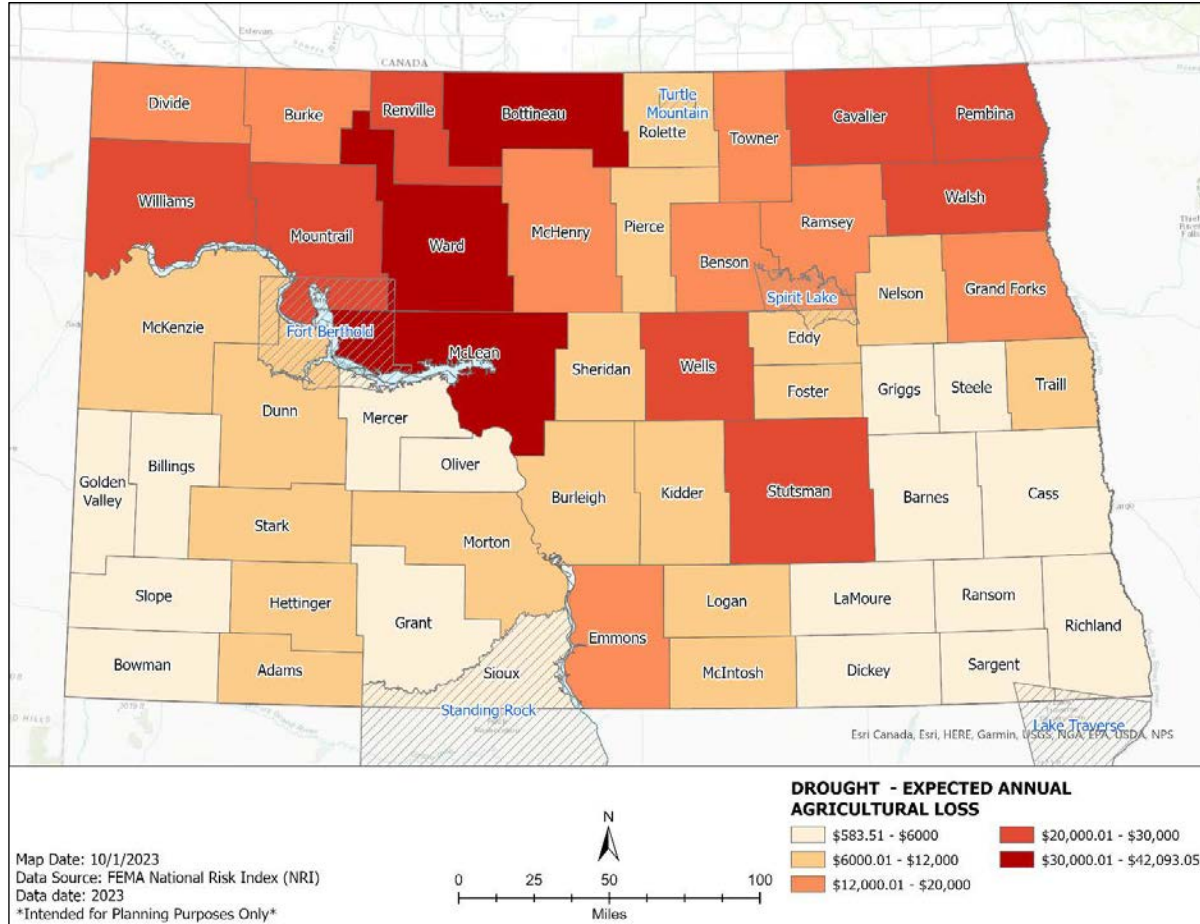 Estevan
CANADA
Divide
Burke
Renville
Bottineau
Turtle
Mountain
Rolette
Towner
Cavalier
Pembina
Williams
Mountrail
Ward
McHenry
Pierce
Benson
Ramsey
Walsh
Spirit Lake
Nelson
Grand Forks
McKenzie
Fort Berthold
McLean
Sheridan
Wells
Eddy
Foster
Griggs
Steele
Traill
Dunn
Mercer
Oliver
Golden
Valley
Billings
Stark
Morton
Burleigh
Kidder
Stutsman
Barnes
Cass
Slope
Hettinger
Grant
Emmons
Logan
LaMoure
Ransom
Richland
Bowman
Adams
Sioux
McIntosh
Dickey
Sargent
Standing Rock
Lake Traverse
Esri Canada, Esri, HERE, Garmin, USGS, NGA, EPA, USDA, NPS
DROUGHT - EXPECTED ANNUAL
AGRICULTURAL LOSS
$583.51 - $6000
$6000.01 - $12,000
$12,000.01 - $20,000
$20,000.01 - $30,000
$30,000.01 - $42,093.05
N
0 50 100
Miles
Map Date: 10/1/2023
Data Source: FEMA National Risk Index (NRI)
Data date: 2023
*Intended for Planning Purposes Only*